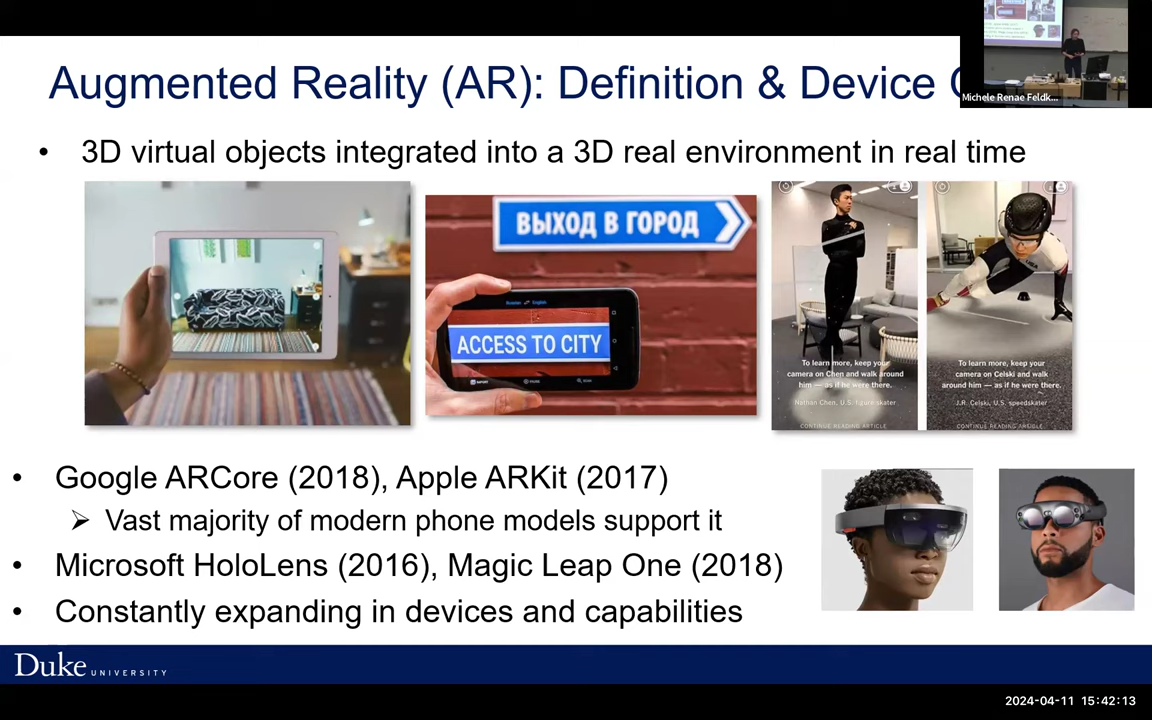 Augmented Reality (AR): Definition & Device
Michele Renae Feldk...
• 3D virtual objects integrated into a 3D real environment in real time
ВЫХОД В ГОРОД
Russian English
ACCESS TO CITY
To learn more, keep your
camera on Chen and walk around
him — as if he were there.
Nathan Chen, U.S. figure skater
CONTINUE READING ARTICLE
To learn more, keep your
camera on Celski and walk
around him — as if he were there.
J.R. Celski, U.S. speedskater
CONTINUE READING ARTICLE
• Google ARCore (2018), Apple ARKit (2017)
➢ Vast majority of modern phone models support it
• Microsoft HoloLens (2016), Magic Leap One (2018)
• Constantly expanding in devices and capabilities
Duke UNIVERSITY
2024-04-11 15:42:13